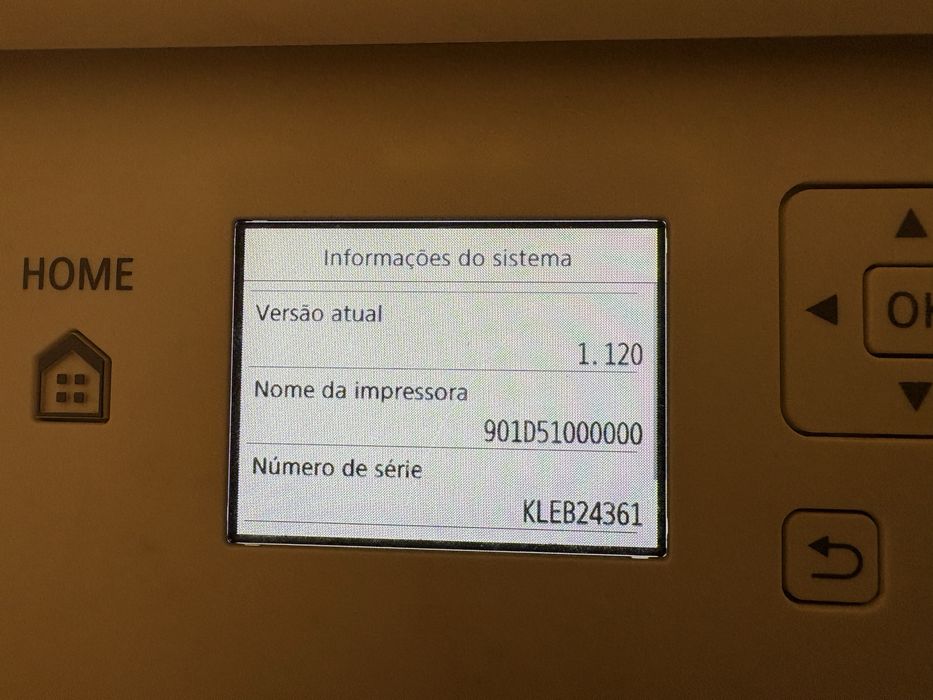 Informações do sistema
HOME
Versão atual
1.120
OK
Nome da impressora
901D51000000
Número de série
KLEB24361